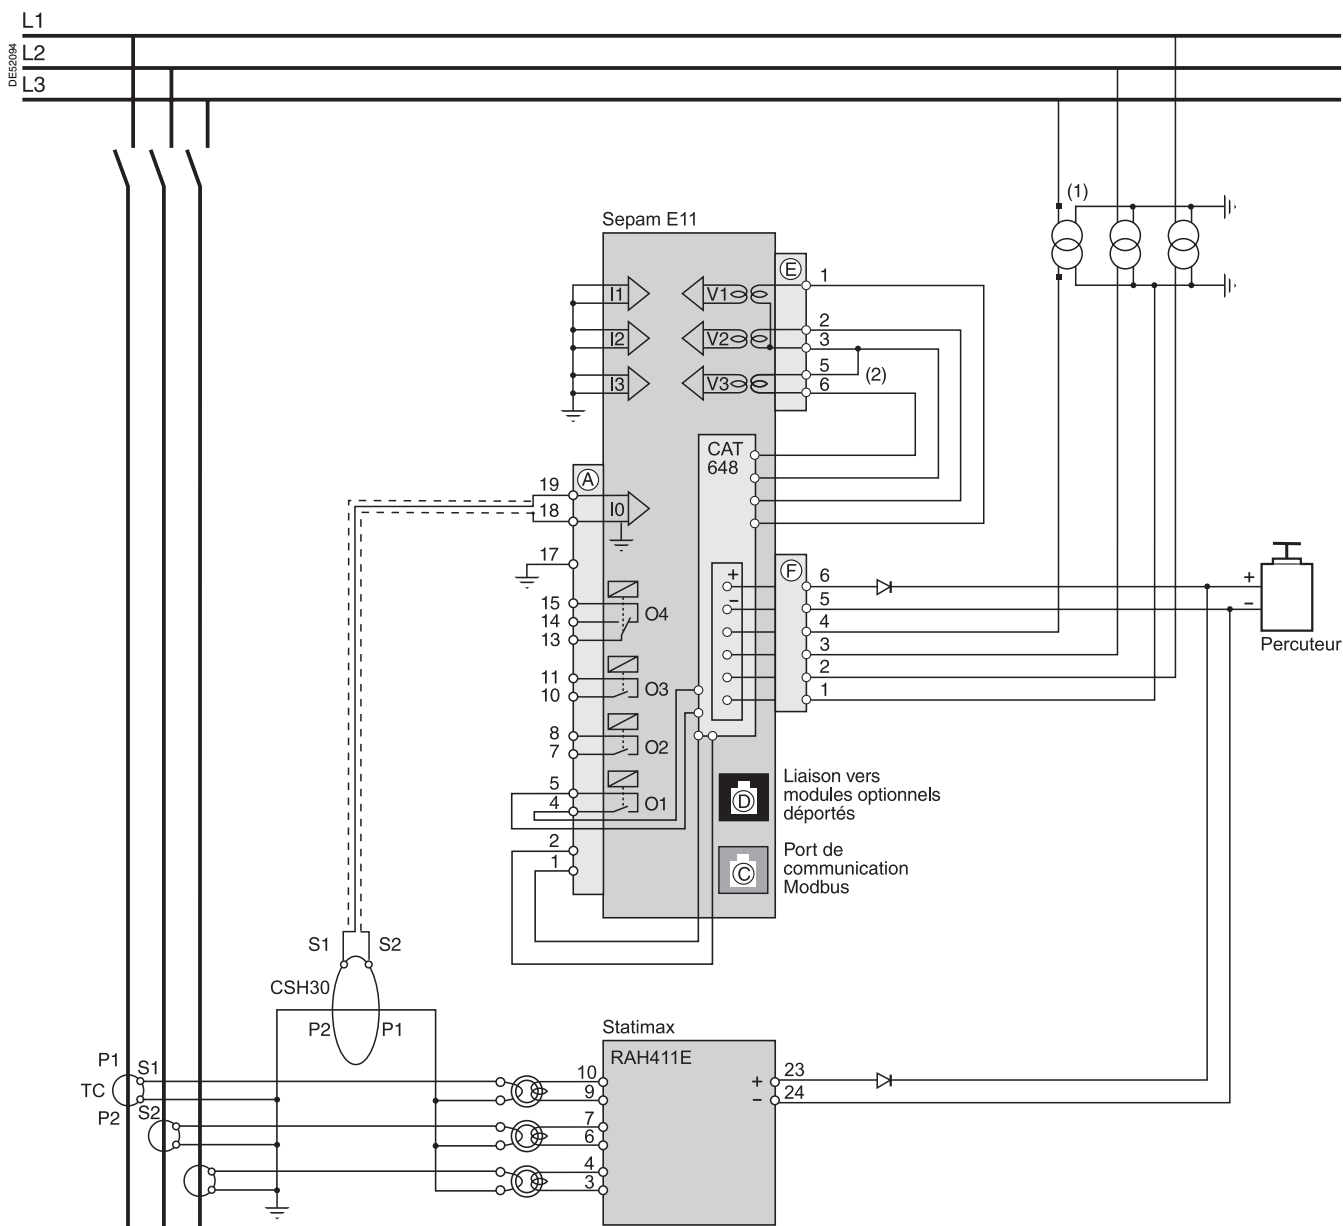 L1
DE52094
L2
L3
(1)
Sepam E11
E
1
I1
V1
2
I2
V2
3
5
(2)
I3
V3
6
CAT
648
A
19
18
I0
17
F
+
6
+
15
O4
−
5
−
14
4
13
Percuteur
3
11
O3
2
10
1
8
O2
7
Liaison vers
modules optionnels
déportés
D
5
4
O1
2
1
Port de
communication
Modbus
C
S1
S2
CSH30
P2
P1
Statimax
RAH411E
P1
S1
10
+
23
TC
9
−
24
P2
S2
7
6
4
3